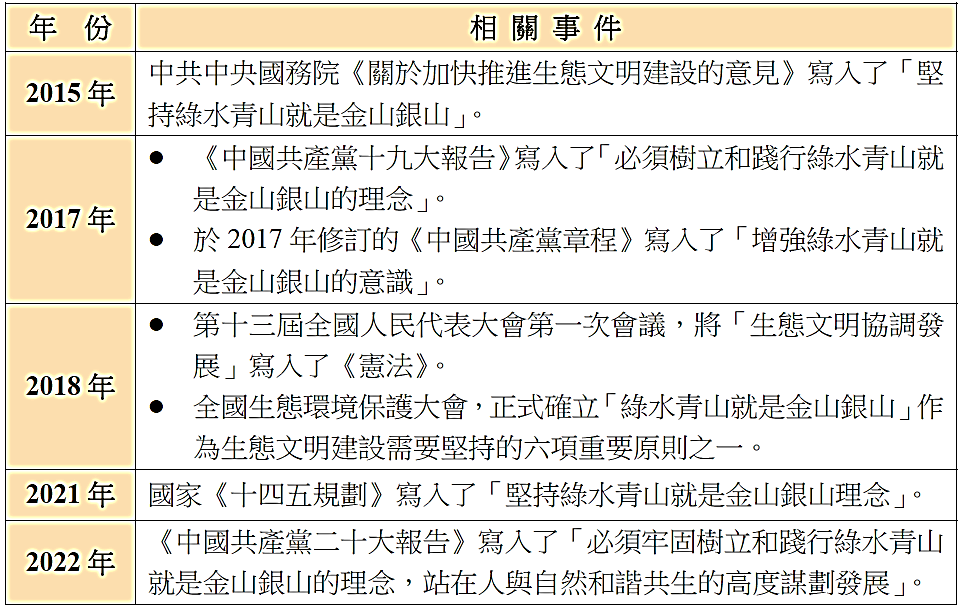 年 份
相 關 事 件
2015 年
中共中央國務院《關於加快推進生態文明建設的意見》寫入了「堅
持綠水青山就是金山銀山」。
2017 年
● 《中國共產黨十九大報告》寫入了「必須樹立和踐行綠水青山就
是金山銀山的理念」。
● 於 2017 年修訂的《中國共產黨章程》寫入了「增強綠水青山就
是金山銀山的意識」。
2018 年
● 第十三屆全國人民代表大會第一次會議，將「生態文明協調發
展」寫入了《憲法》。
● 全國生態環境保護大會，正式確立「綠水青山就是金山銀山」作
為生態文明建設需要堅持的六項重要原則之一。
2021 年
國家《十四五規劃》寫入了「堅持綠水青山就是金山銀山理念」。
2022 年
《中國共產黨二十大報告》寫入了「必須牢固樹立和踐行綠水青山
就是金山銀山的理念，站在人與自然和諧共生的高度謀劃發展」。